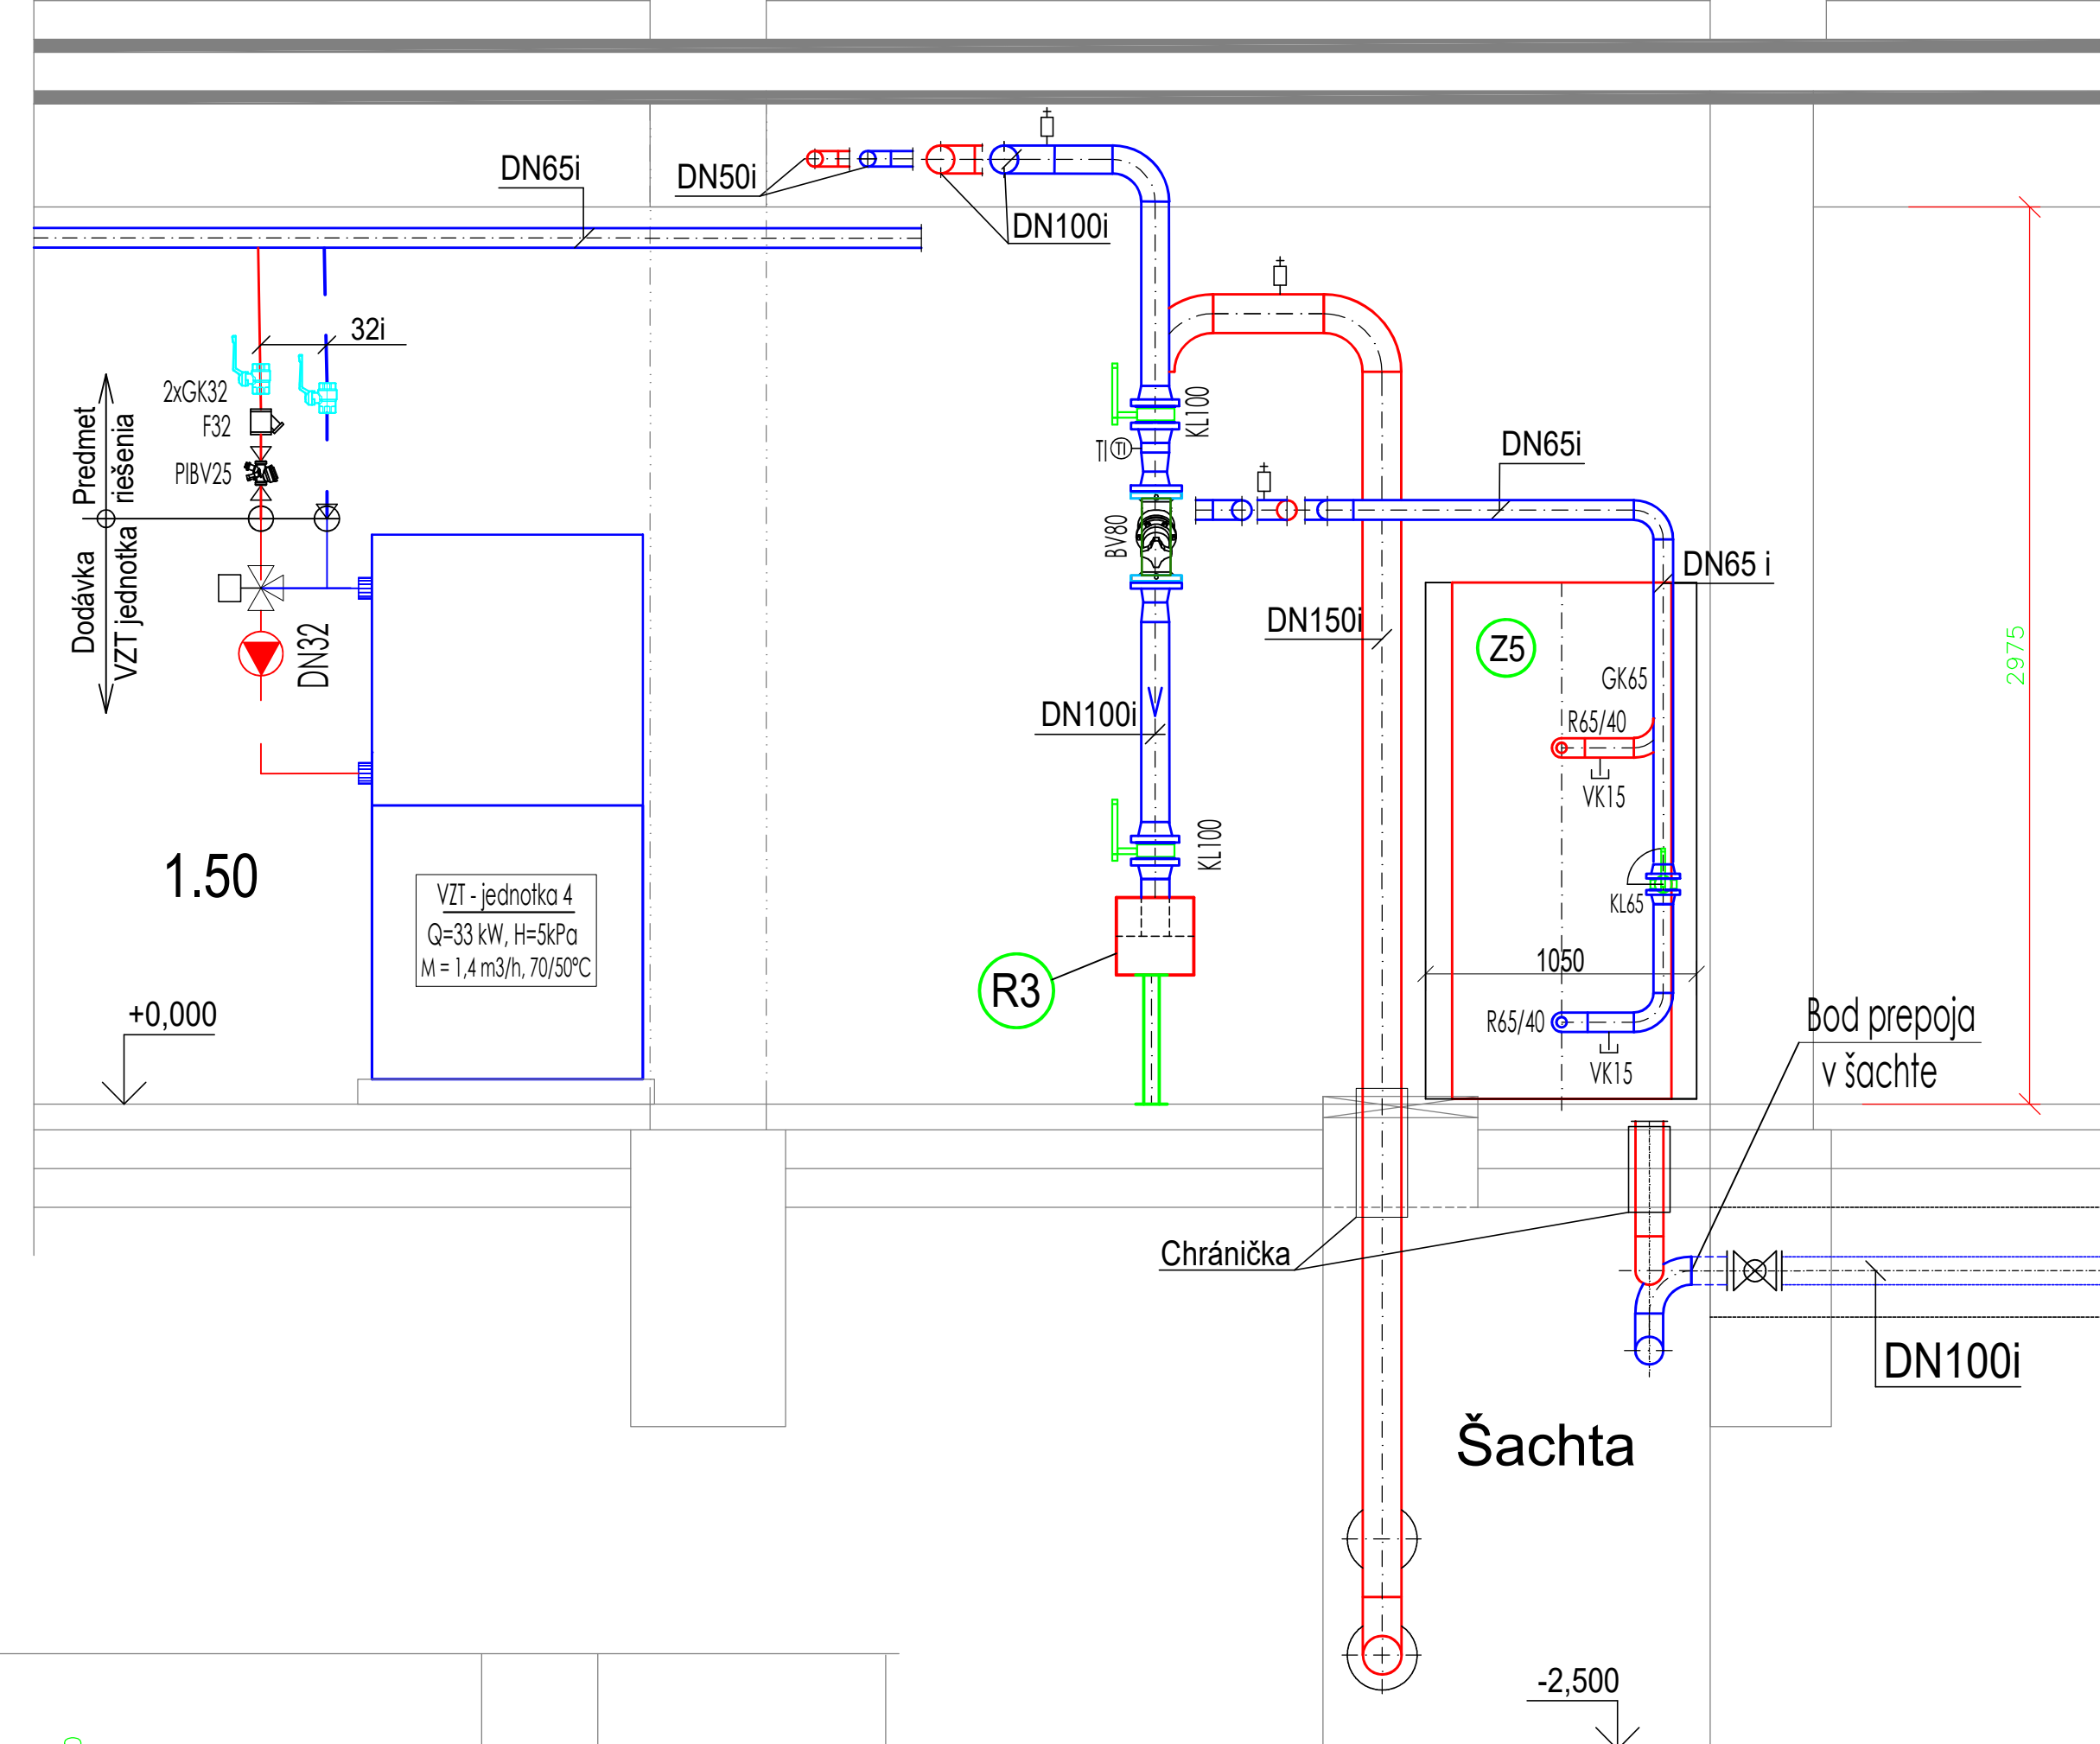 DN65i
DN50i
DN100i
32i
2xGK32
F32
PIBV25
Predmet
riešenia
Dodávka
VZT jednotka
DN32
KL100
TI
TI
BV80
DN65i
DN65 i
DN150i
Z5
GK65
R65/40
VK15
2975
DN100i
KL100
1.50
VZT - jednotka 4
Q=33 kW, H=5kPa
M = 1,4 m3/h, 70/50ºC
KL65
1050
R3
+0,000
R65/40
VK15
Bod prepoja
v šachte
Chránička
DN100i
Šachta
-2,500